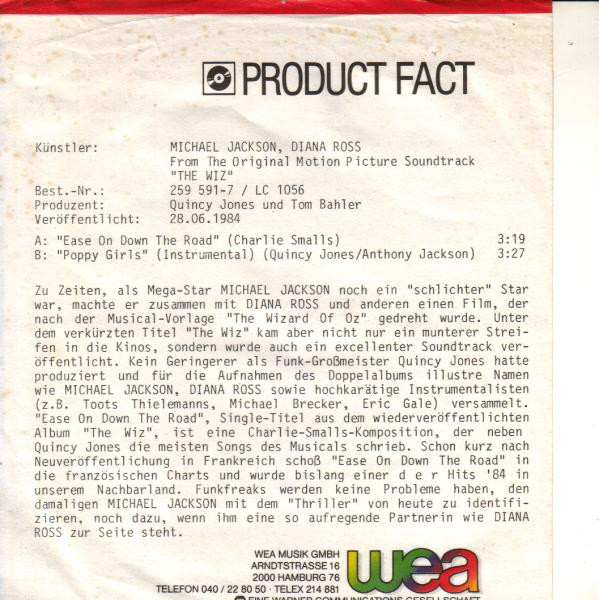 PRODUCT FACT
Künstler: MICHAEL JACKSON, DIANA ROSS
From The Original Motion Picture Soundtrack
"THE WIZ"
Best.-Nr.: 259 591-7 / LC 1056
Produzent: Quincy Jones und Tom Bahler
Veröffentlicht: 28.06.1984
A: "Ease On Down The Road" (Charlie Smalls) 3:19
B: "Poppy Girls" (Instrumental) (Quincy Jones/Anthony Jackson) 3:27
Zu Zeiten, als Mega-Star MICHAEL JACKSON noch ein "schlichter" Star
war, machte er zusammen mit DIANA ROSS und anderen einen Film, der
nach der Musical-Vorlage "The Wizard Of Oz" gedreht wurde. Unter
dem verkürzten Titel "The Wiz" kam aber nicht nur ein munterer Strei-
fen in die Kinos, sondern wurde auch ein excellenter Soundtrack ver-
öffentlicht. Kein Geringerer als Funk-Großmeister Quincy Jones hatte
produziert und für die Aufnahmen des Doppelalbums illustre Namen
wie MICHAEL JACKSON, DIANA ROSS sowie hochkarätige Instrumentalisten
(z.B. Toots Thielemanns, Michael Brecker, Eric Gale) versammelt.
"Ease On Down The Road", Single-Titel aus dem wiederveröffentlichten
Album "The Wiz", ist eine Charlie-Smalls-Komposition, der neben
Quincy Jones die meisten Songs des Musicals schrieb. Schon kurz nach
Neuveröffentlichung in Frankreich schoß "Ease On Down The Road" in
die französischen Charts und wurde bislang einer d e r Hits '84 in
unserem Nachbarland. Funkfreaks werden keine Probleme haben, den
damaligen MICHAEL JACKSON mit dem "Thriller" von heute zu identifi-
zieren, noch dazu, wenn ihm eine so aufregende Partnerin wie DIANA
ROSS zur Seite steht.
WEA MUSIK GMBH
ARNDTSTRASSE 16
2000 HAMBURG 76
TELEFON 040 / 22 80 50 · TELEX 214 881
wea
EINE WARNER COMMUNICATIONS GESELLSCHAFT